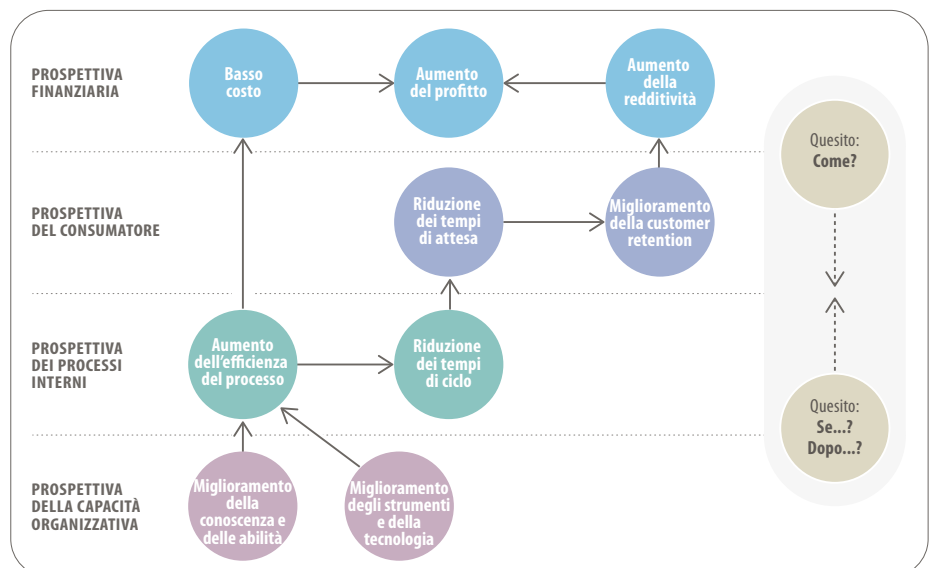 PROSPETTIVA
FINANZIARIA
Basso
costo
Aumento
del profitto
Aumento
della
redditività
PROSPETTIVA
DEL CONSUMATORE
Riduzione
dei tempi
di attesa
Miglioramento
della customer
retention
PROSPETTIVA
DEI PROCESSI
INTERNI
Aumento
dell'efficienza
del processo
Riduzione
dei tempi
di ciclo
PROSPETTIVA
DELLA CAPACITÀ
ORGANIZZATIVA
Miglioramento
della
conoscenza e
delle abilità
Miglioramento
degli strumenti
e della
tecnologia
Quesito:
Come?
Quesito:
Se...?
Dopo...?